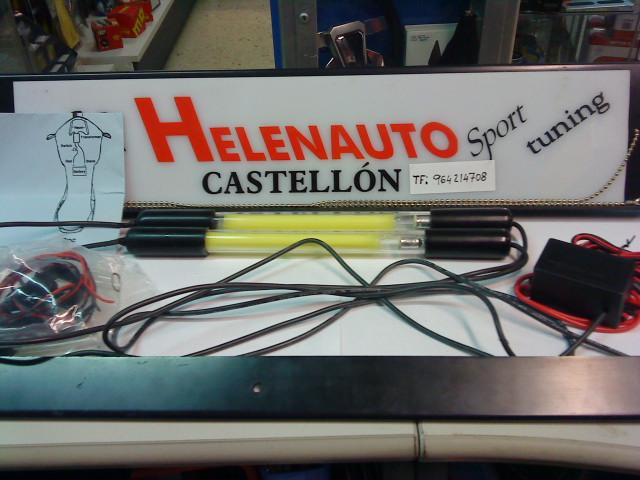 HELENAUTO Sport tuning
CASTELLÓN TF: 964214708